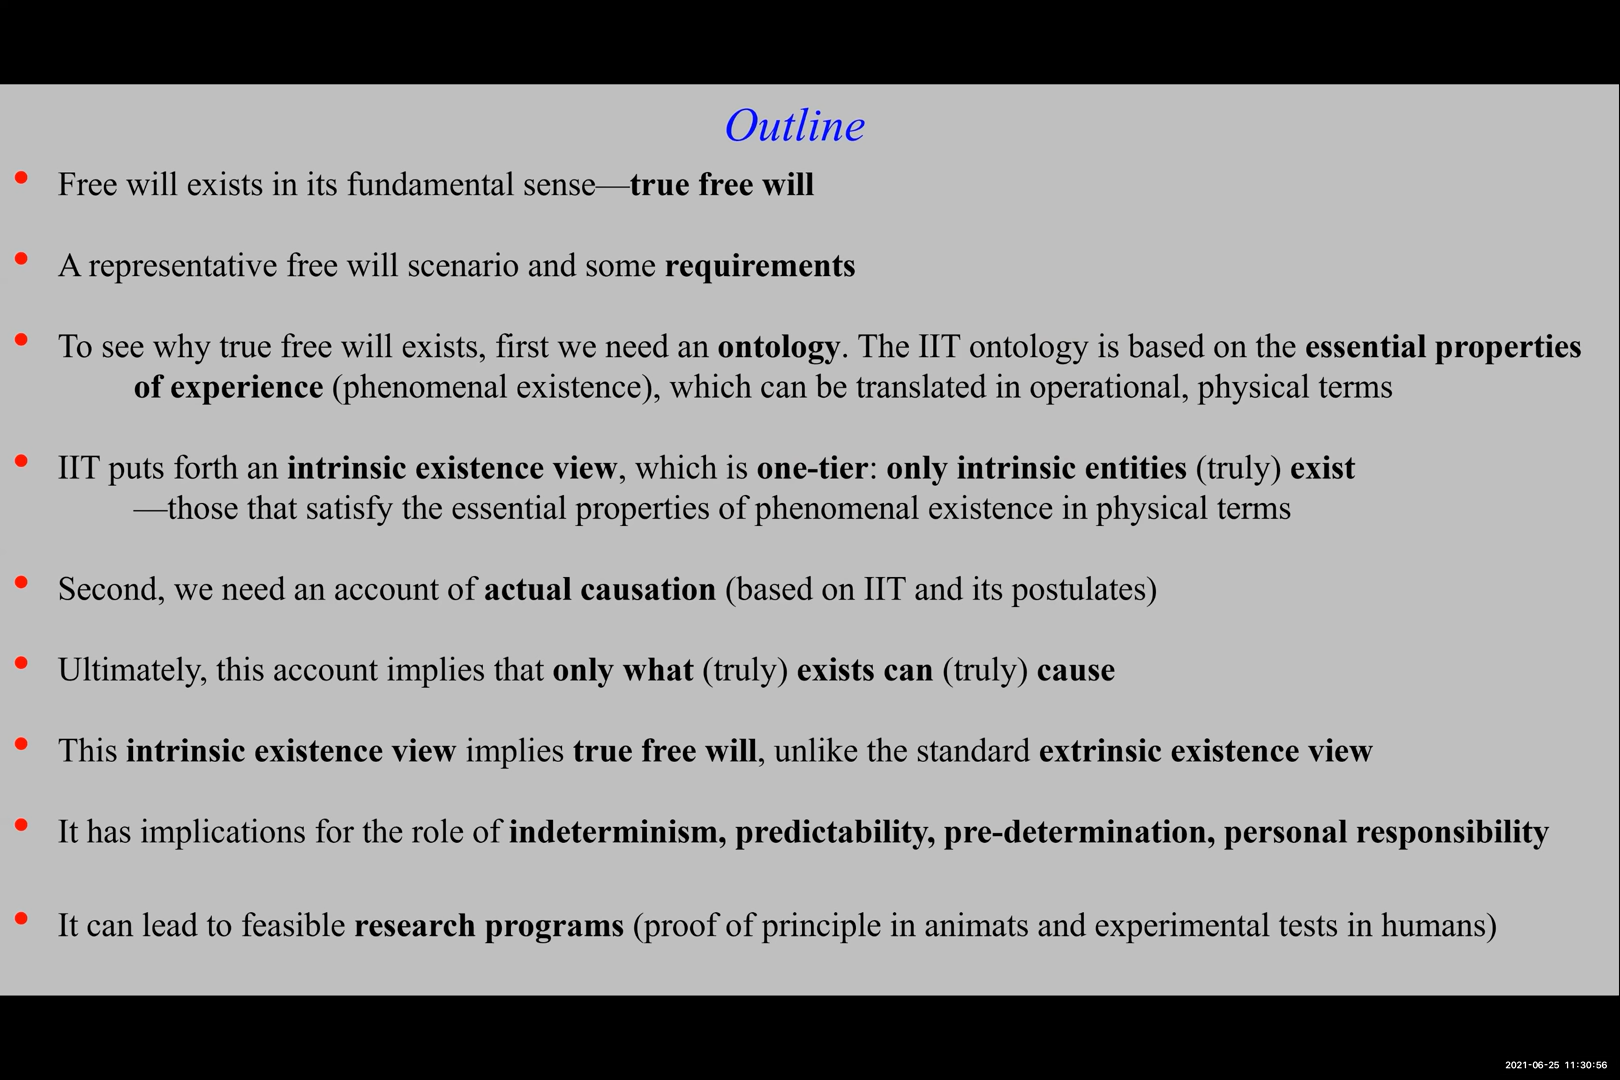 Outline
• Free will exists in its fundamental sense—true free will
• A representative free will scenario and some requirements
• To see why true free will exists, first we need an ontology. The IIT ontology is based on the essential properties
of experience (phenomenal existence), which can be translated in operational, physical terms
• IIT puts forth an intrinsic existence view, which is one-tier: only intrinsic entities (truly) exist
—those that satisfy the essential properties of phenomenal existence in physical terms
• Second, we need an account of actual causation (based on IIT and its postulates)
• Ultimately, this account implies that only what (truly) exists can (truly) cause
• This intrinsic existence view implies true free will, unlike the standard extrinsic existence view
• It has implications for the role of indeterminism, predictability, pre-determination, personal responsibility
• It can lead to feasible research programs (proof of principle in animats and experimental tests in humans)
2021-06-25 11:30:56